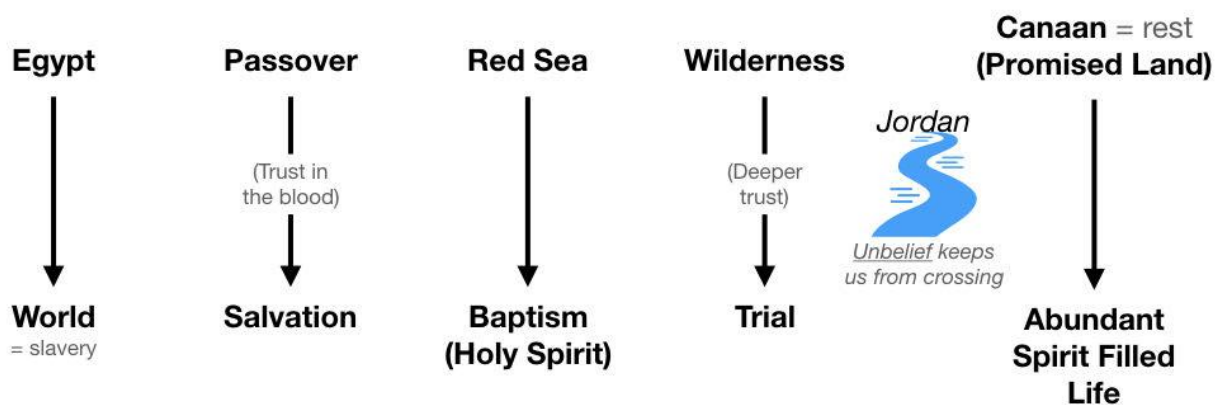 Egypt
World
= slavery
Passover
(Trust in
the blood)
Salvation
Red Sea
Baptism
(Holy Spirit)
Wilderness
(Deeper
trust)
Trial
Jordan
Unbelief keeps
us from crossing
Canaan = rest
(Promised Land)
Abundant
Spirit Filled
Life